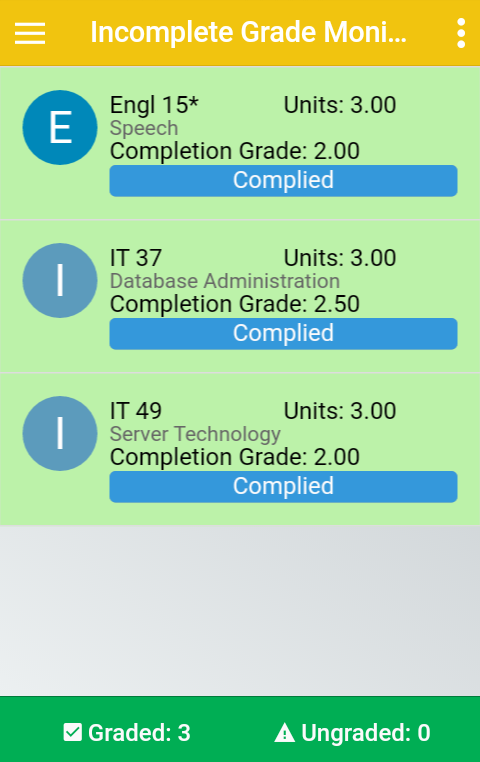 Incomplete Grade Moni...
E
Engl 15* Units: 3.00
Speech
Completion Grade: 2.00
Complied
I
IT 37 Units: 3.00
Database Administration
Completion Grade: 2.50
Complied
I
IT 49 Units: 3.00
Server Technology
Completion Grade: 2.00
Complied
Graded: 3 Ungraded: 0